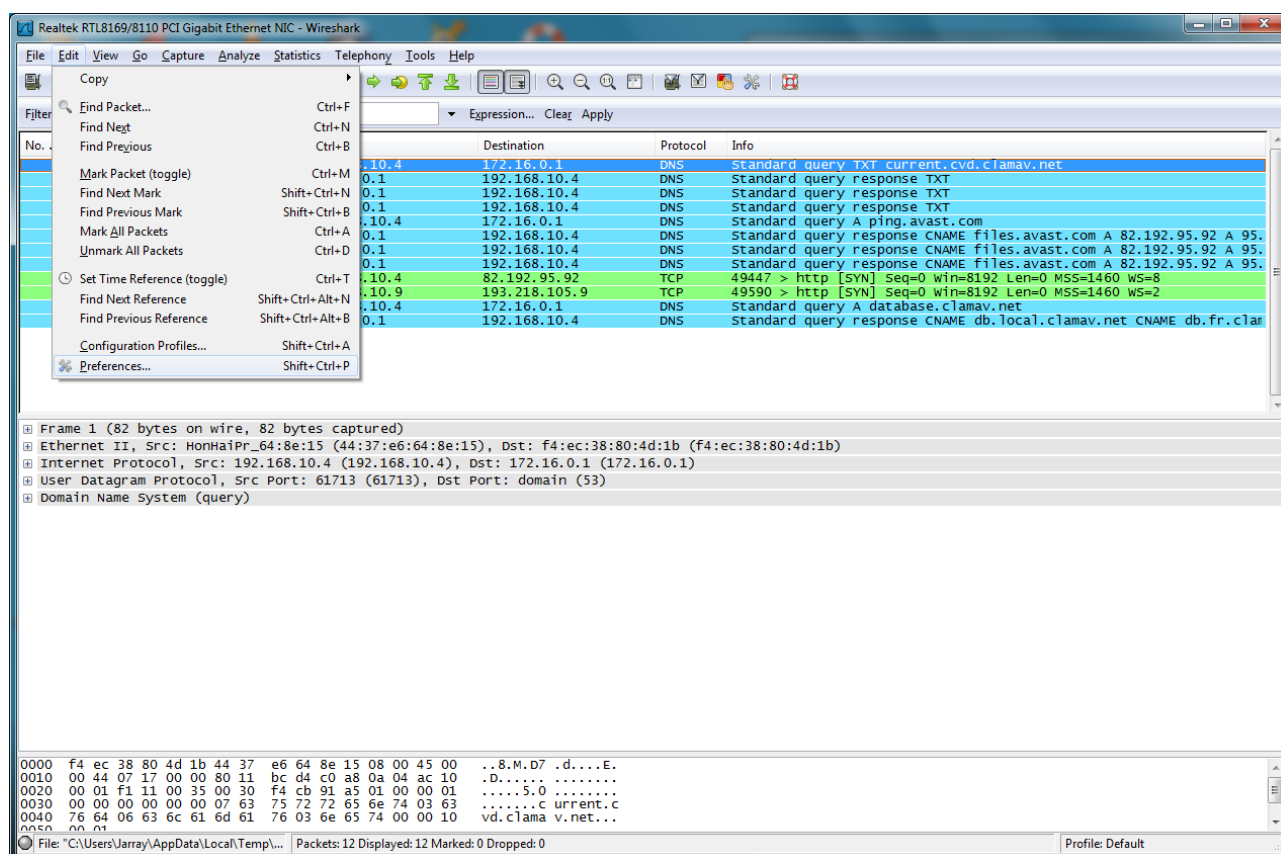 Realtek RTL8169/8110 PCI Gigabit Ethernet NIC - Wireshark
File Edit View Go Capture Analyze Statistics Telephony Tools Help
Copy
Find Packet... Ctrl+F
Find Next Ctrl+N
Find Previous Ctrl+B
Mark Packet (toggle) Ctrl+M
Find Next Mark Shift+Ctrl+N
Find Previous Mark Shift+Ctrl+B
Mark All Packets Ctrl+A
Unmark All Packets Ctrl+D
Set Time Reference (toggle) Ctrl+T
Find Next Reference Shift+Ctrl+Alt+N
Find Previous Reference Shift+Ctrl+Alt+B
Configuration Profiles... Shift+Ctrl+A
Preferences... Shift+Ctrl+P
Filter Expression... Clear Apply
No. . Destination Protocol Info
.10.4 172.16.0.1 DNS Standard query TXT current.cvd.clamav.net
0.1 192.168.10.4 DNS Standard query response TXT
0.1 192.168.10.4 DNS Standard query response TXT
0.1 192.168.10.4 DNS Standard query response TXT
.10.4 172.16.0.1 DNS Standard query A ping.avast.com
0.1 192.168.10.4 DNS Standard query response CNAME files.avast.com A 82.192.95.92 A 95.
0.1 192.168.10.4 DNS Standard query response CNAME files.avast.com A 82.192.95.92 A 95.
0.1 192.168.10.4 DNS Standard query response CNAME files.avast.com A 82.192.95.92 A 95.
.10.4 82.192.95.92 TCP 49447 > http [SYN] Seq=0 Win=8192 Len=0 MSS=1460 WS=8
.10.9 193.218.105.9 TCP 49590 > http [SYN] Seq=0 Win=8192 Len=0 MSS=1460 WS=2
.10.4 172.16.0.1 DNS Standard query A database.clamav.net
0.1 192.168.10.4 DNS Standard query response CNAME db.local.clamav.net CNAME db.fr.clam
Frame 1 (82 bytes on wire, 82 bytes captured)
Ethernet II, Src: HonHaiPr_64:8e:15 (44:37:e6:64:8e:15), Dst: f4:ec:38:80:4d:1b (f4:ec:38:80:4d:1b)
Internet Protocol, Src: 192.168.10.4 (192.168.10.4), Dst: 172.16.0.1 (172.16.0.1)
User Datagram Protocol, Src Port: 61713 (61713), Dst Port: domain (53)
Domain Name System (query)
0000 f4 ec 38 80 4d 1b 44 37 e6 64 8e 15 08 00 45 00 ..8.M.D7 .d....E.
0010 00 44 07 17 00 00 80 11 bc d4 c0 a8 0a 04 ac 10 .D...... ........
0020 00 01 f1 11 00 35 00 30 f4 cb 91 a5 01 00 00 01 .....5.0 ........
0030 00 00 00 00 00 00 07 63 75 72 72 65 6e 74 03 63 .......c urrent.c
0040 76 64 06 63 6c 61 6d 61 76 03 6e 65 74 00 00 10 vd.clama v.net...
0050 00 01
File: "C:\Users\Jarray\AppData\Local\Temp\... Packets: 12 Displayed: 12 Marked: 0 Dropped: 0 Profile: Default